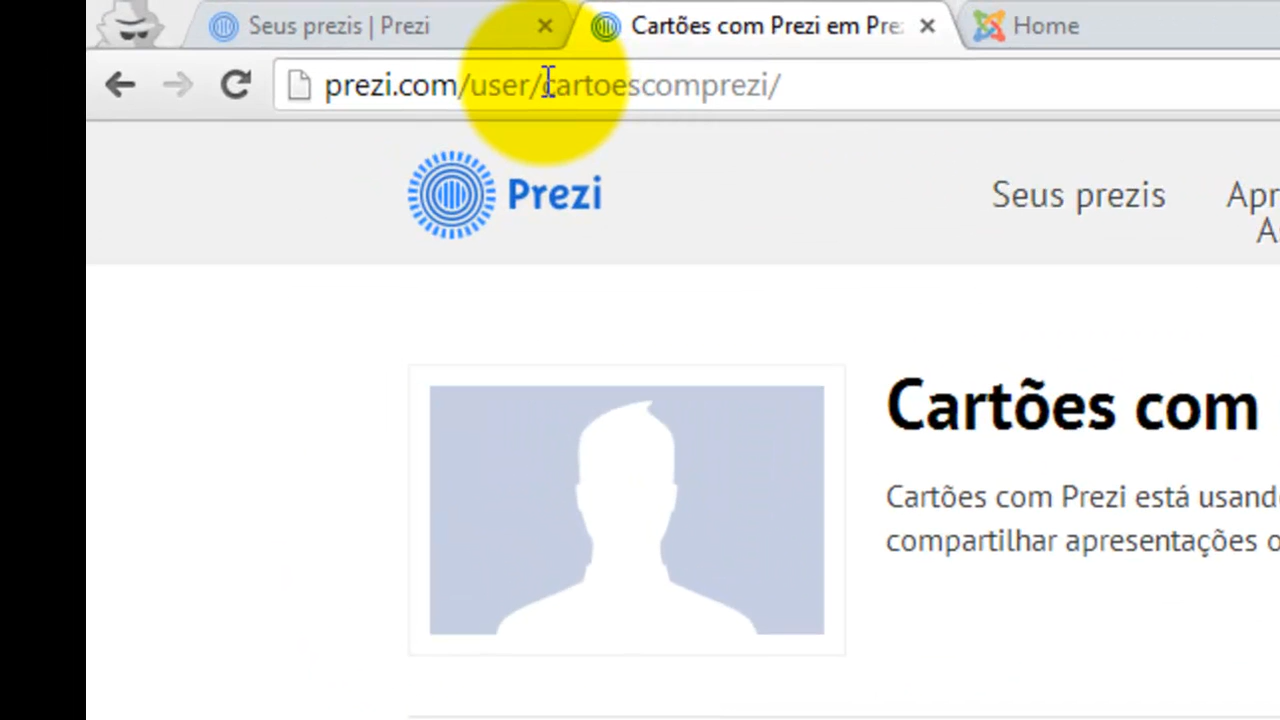 Seus prezis | Prezi
Cartões com Prezi em Pre
Home
prezi.com/user/cartoescomprezi/
Prezi
Seus prezis
Apr
A
Cartões com
Cartões com Prezi está usand
compartilhar apresentações o